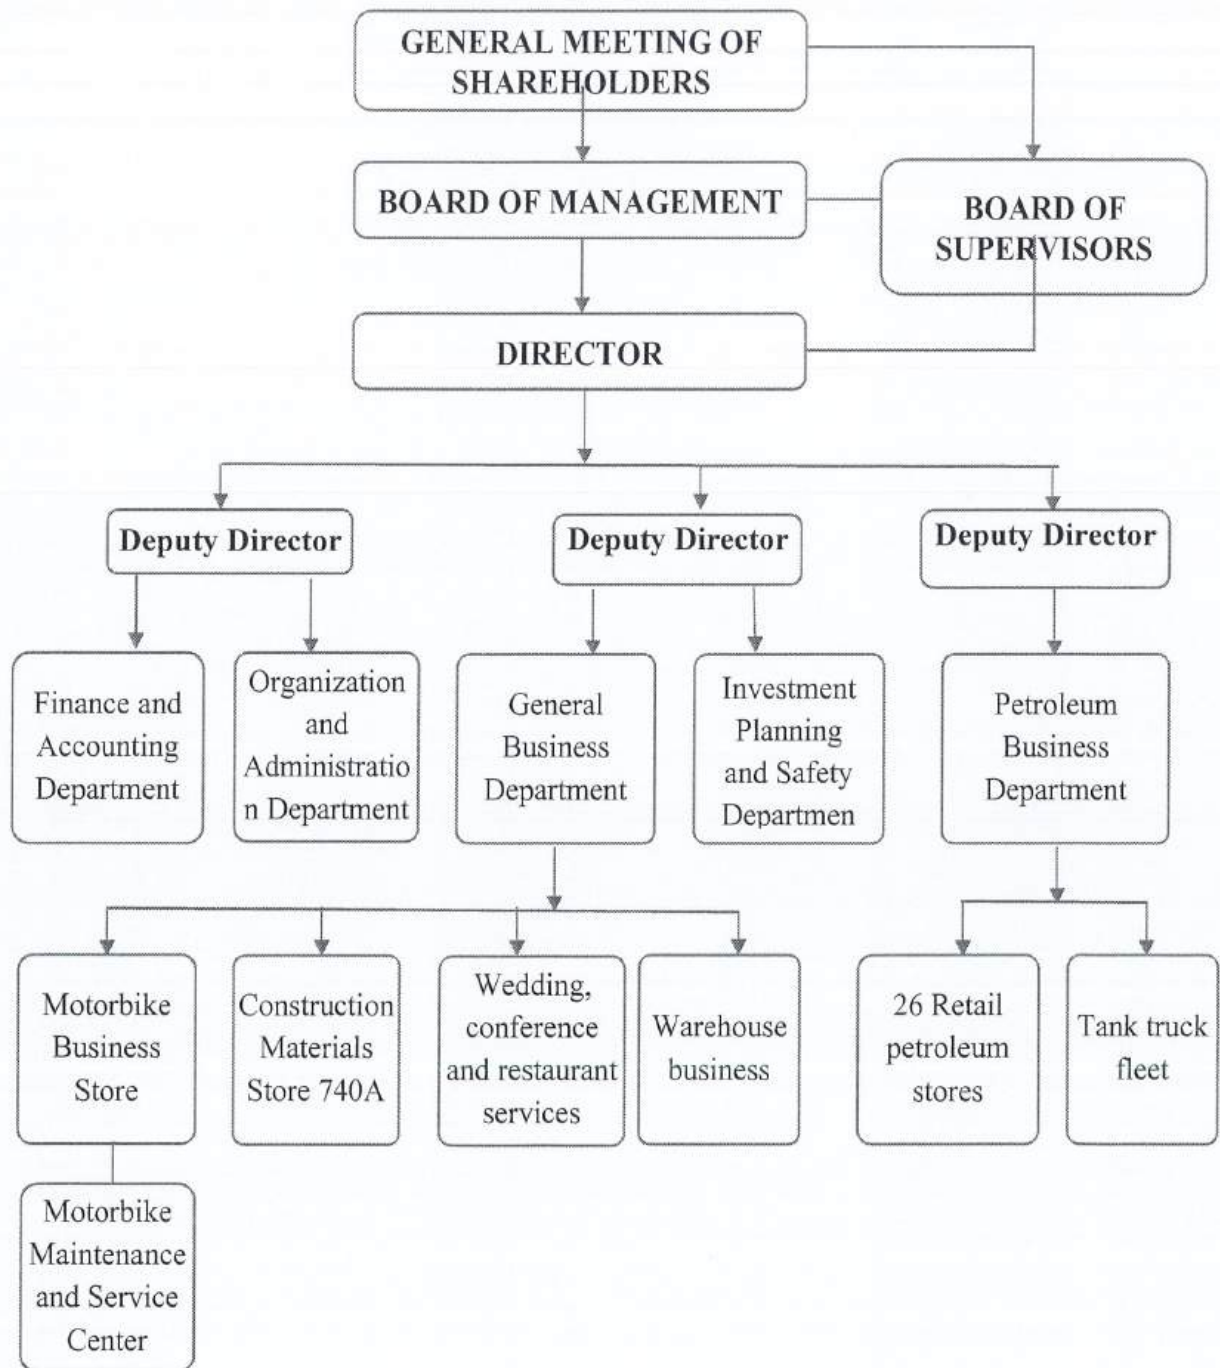 GENERAL MEETING OF
SHAREHOLDERS
BOARD OF MANAGEMENT
BOARD OF
SUPERVISORS
DIRECTOR
Deputy Director
Deputy Director
Deputy Director
Finance and
Accounting
Department
Organization
and
Administratio
n Department
General
Business
Department
Investment
Planning
and Safety
Departmen
Petroleum
Business
Department
Motorbike
Business
Store
Construction
Materials
Store 740A
Wedding,
conference
and restaurant
services
Warehouse
business
26 Retail
petroleum
stores
Tank truck
fleet
Motorbike
Maintenance
and Service
Center